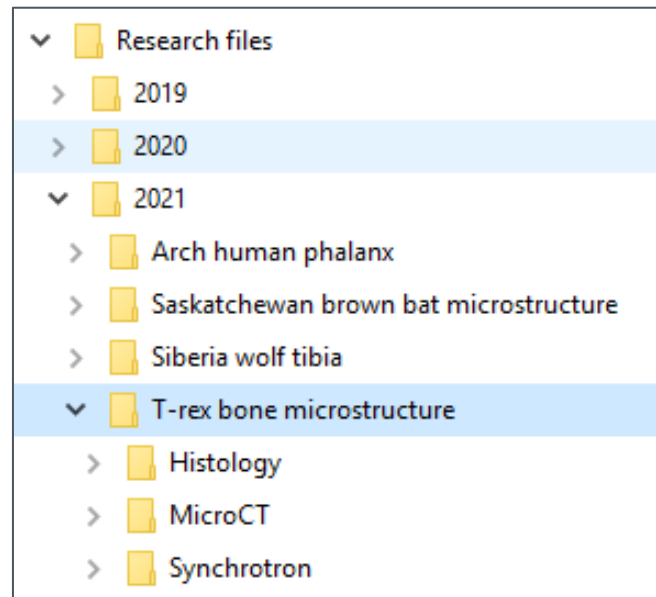 Research files
2019
2020
2021
Arch human phalanx
Saskatchewan brown bat microstructure
Siberia wolf tibia
T-rex bone microstructure
Histology
MicroCT
Synchrotron